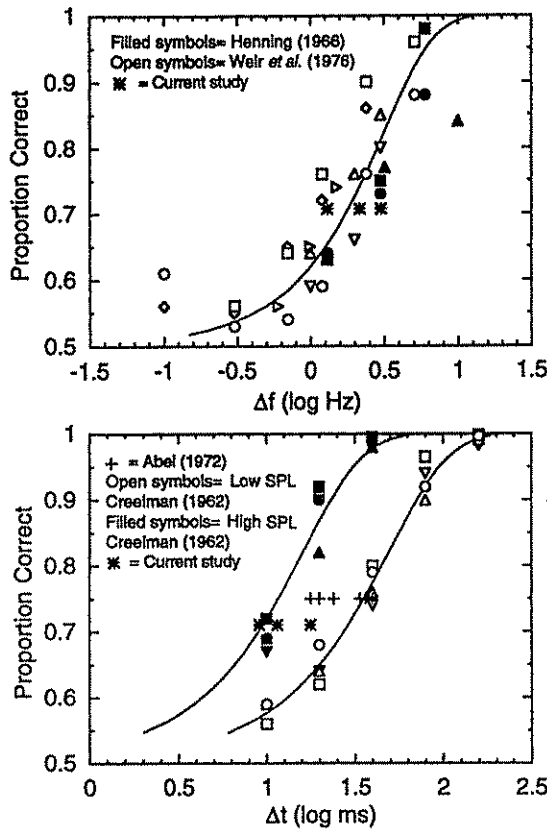 Filled symbols= Henning (1966)
Open symbols= Weir et al. (1976)
✳ = Current study
Proportion Correct
1
0.9
0.8
0.7
0.6
0.5
-1.5 -1 -0.5 0 0.5 1 1.5
Δf (log Hz)
+ = Abel (1972)
Open symbols= Low SPL
Creelman (1962)
Filled symbols= High SPL
Creelman (1962)
✳ = Current study
Proportion Correct
1
0.9
0.8
0.7
0.6
0.5
0 0.5 1.0 1.5 2.0 2.5
Δt (log ms)